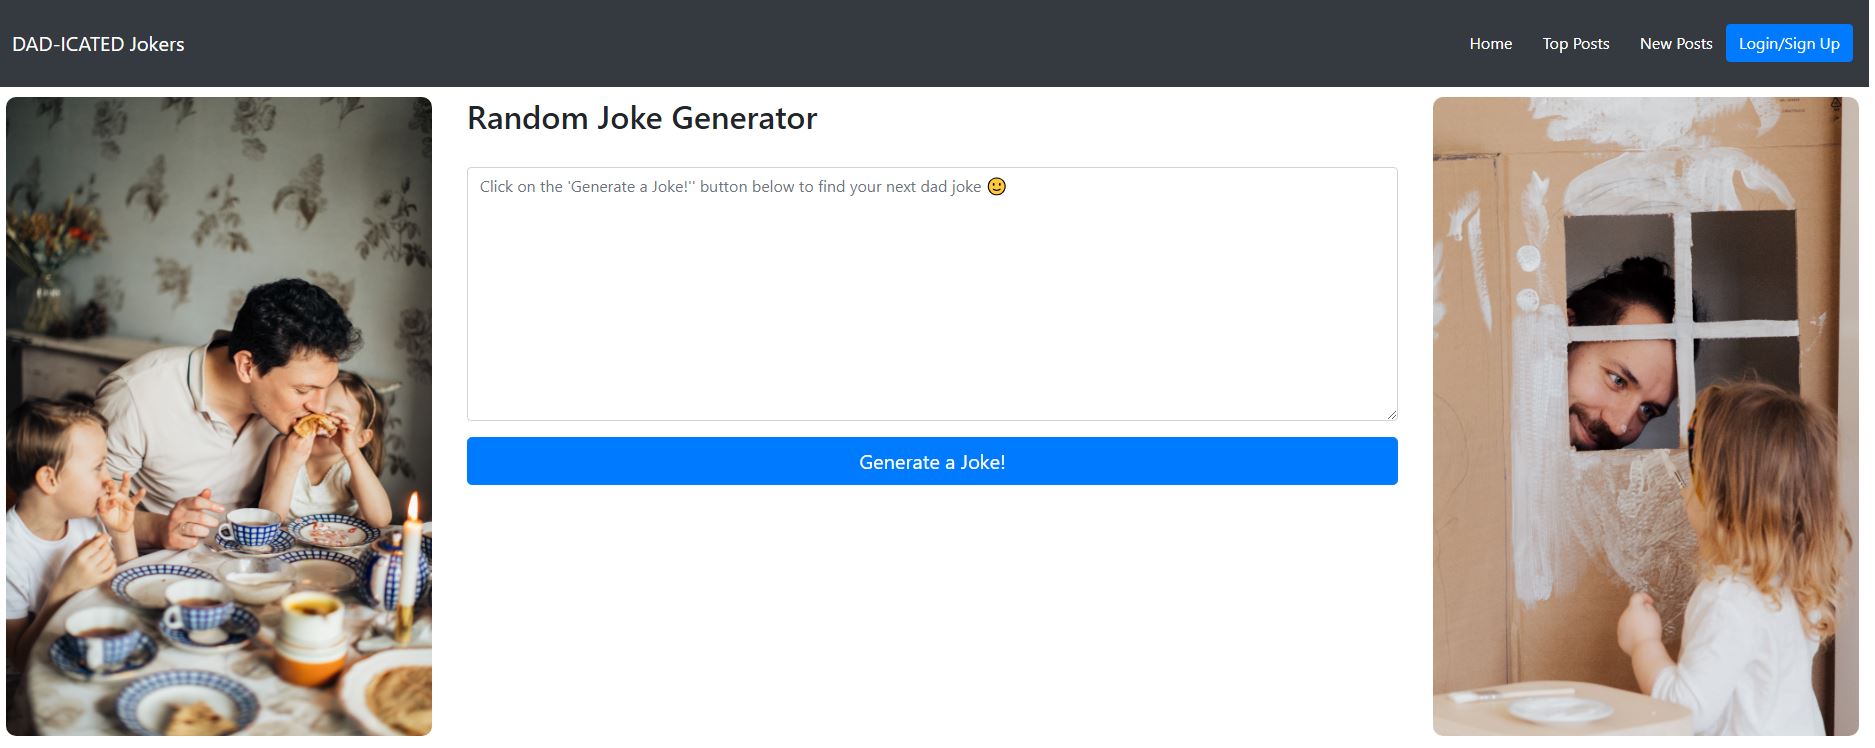 DAD-ICATED Jokers
Home Top Posts New Posts Login/Sign Up
Random Joke Generator
Click on the 'Generate a Joke!'' button below to find your next dad joke 🙂
Generate a Joke!